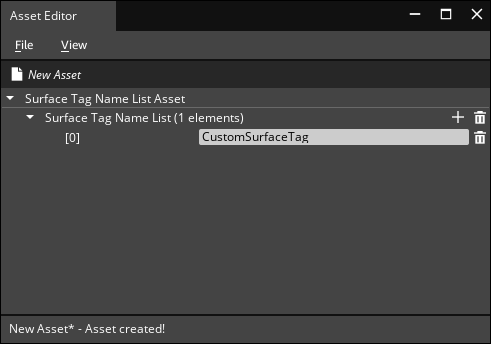 Asset Editor
File View
New Asset
Surface Tag Name List Asset
Surface Tag Name List (1 elements)
[0] CustomSurfaceTag
New Asset* - Asset created!